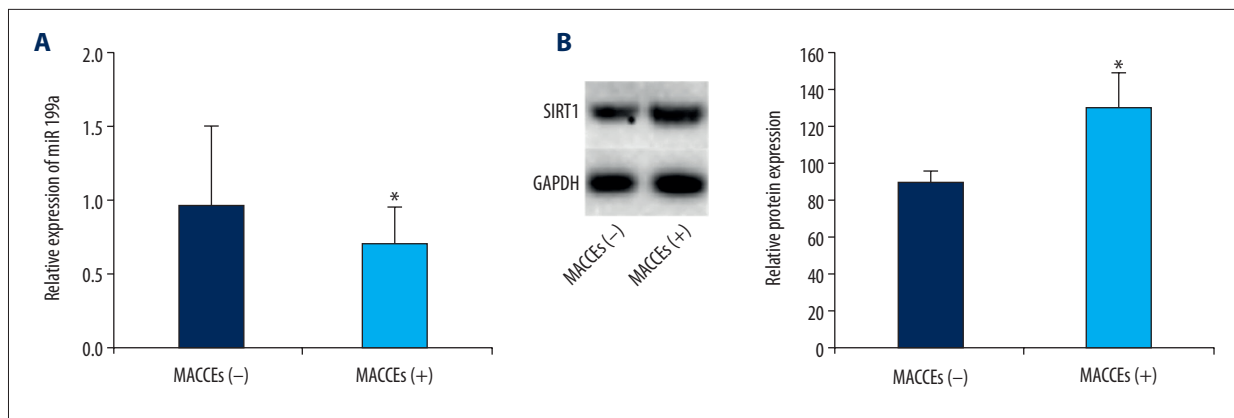 A
Relative expression of miR 199a
2.0
1.5
1.0
0.5
0.0
*
MACCEs (–)
MACCEs (+)
B
SIRT1
GAPDH
MACCEs (–)
MACCEs (+)
Relative protein expression
160
140
120
100
80
60
40
20
0
*
MACCEs (–)
MACCEs (+)